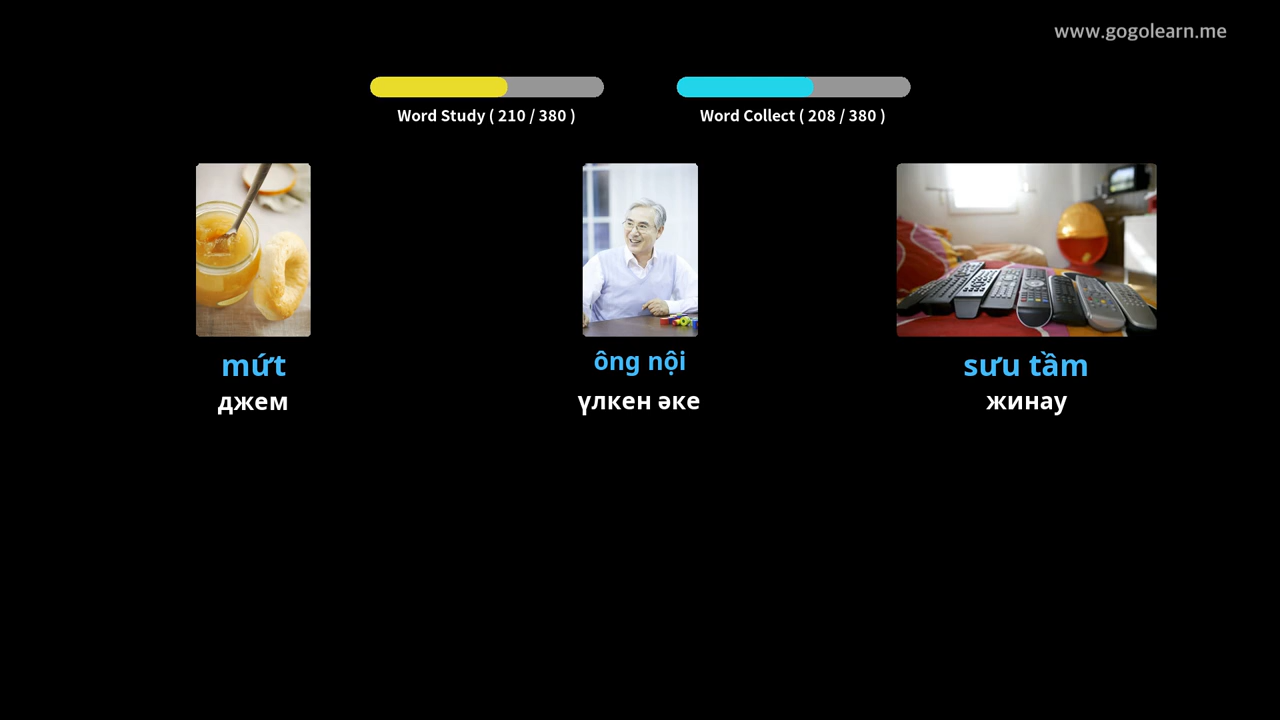 www.gogolearn.me
Word Study ( 210 / 380 )
Word Collect ( 208 / 380 )
mứt
джем
ông nội
үлкен әке
sưu tầm
жинау